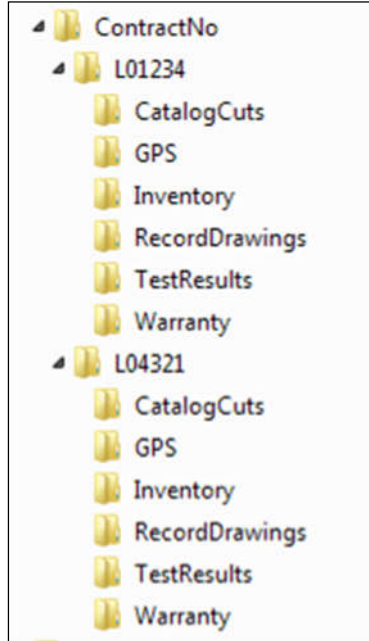 ContractNo
L01234
CatalogCuts
GPS
Inventory
RecordDrawings
TestResults
Warranty
L04321
CatalogCuts
GPS
Inventory
RecordDrawings
TestResults
Warranty